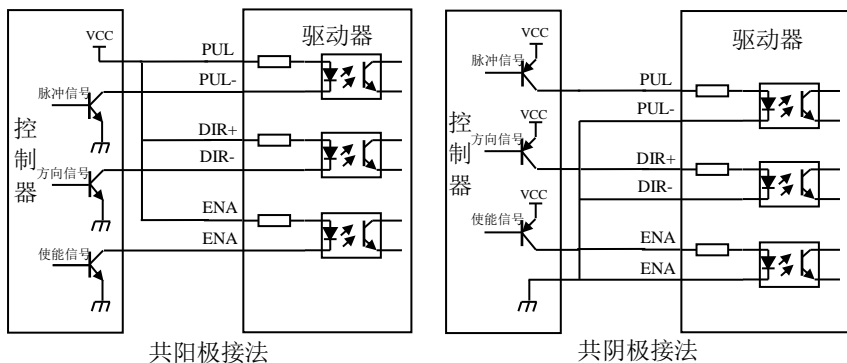 VCC
PUL
驱动器
脉冲信号
PUL-
控制器
DIR+
方向信号
DIR-
ENA
使能信号
ENA
共阳极接法
VCC
驱动器
脉冲信号
PUL
PUL-
控制器
VCC
方向信号
DIR+
DIR-
VCC
使能信号
ENA
ENA
共阴极接法